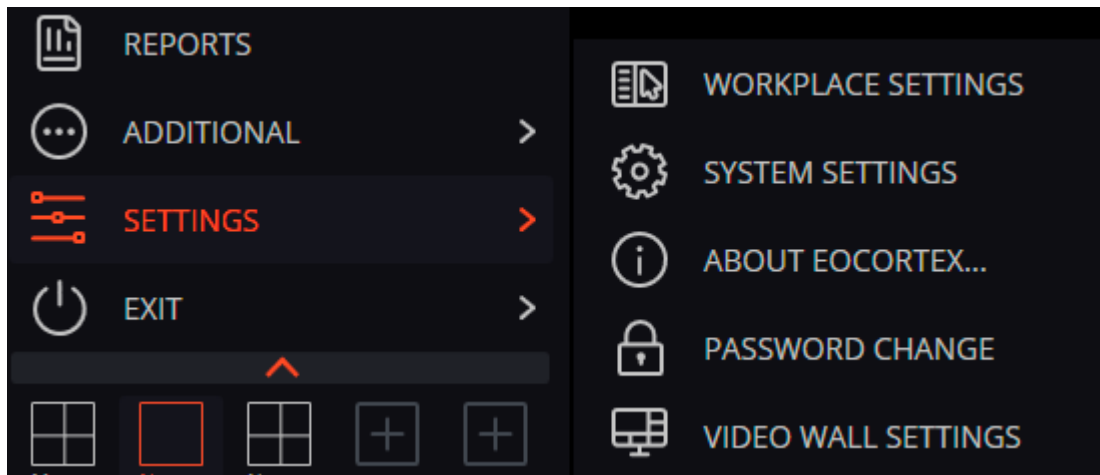 REPORTS
ADDITIONAL
SETTINGS
EXIT
WORKPLACE SETTINGS
SYSTEM SETTINGS
ABOUT EOCORTEX...
PASSWORD CHANGE
VIDEO WALL SETTINGS